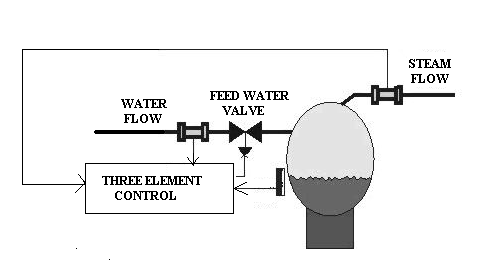 STEAM
FLOW
WATER
FLOW
FEED WATER
VALVE
THREE ELEMENT
CONTROL